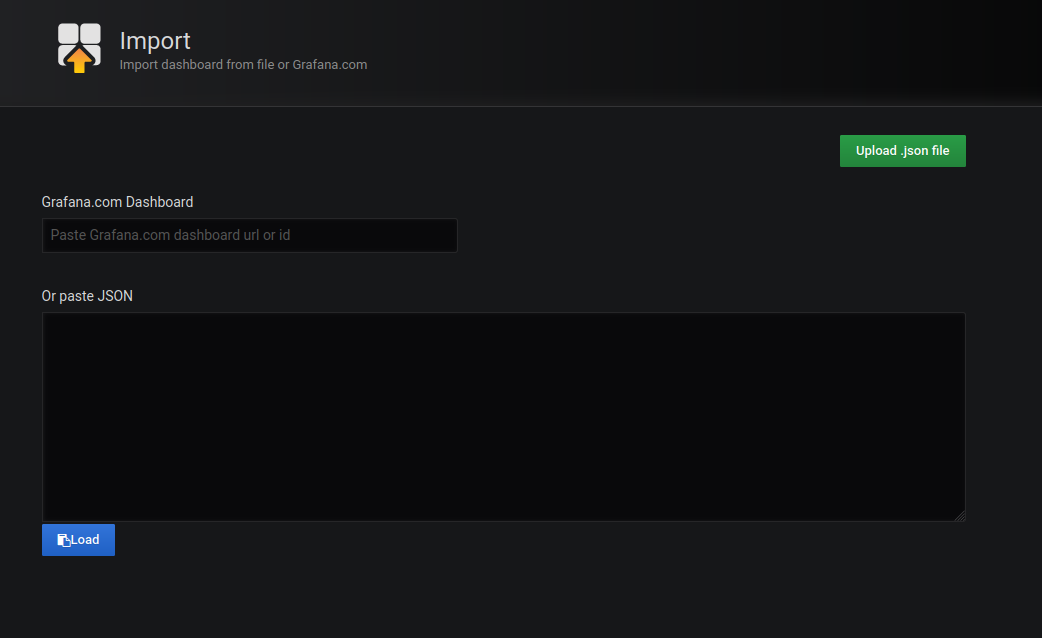 Import
Import dashboard from file or Grafana.com
Upload .json file
Grafana.com Dashboard
Paste Grafana.com dashboard url or id
Or paste JSON
Load